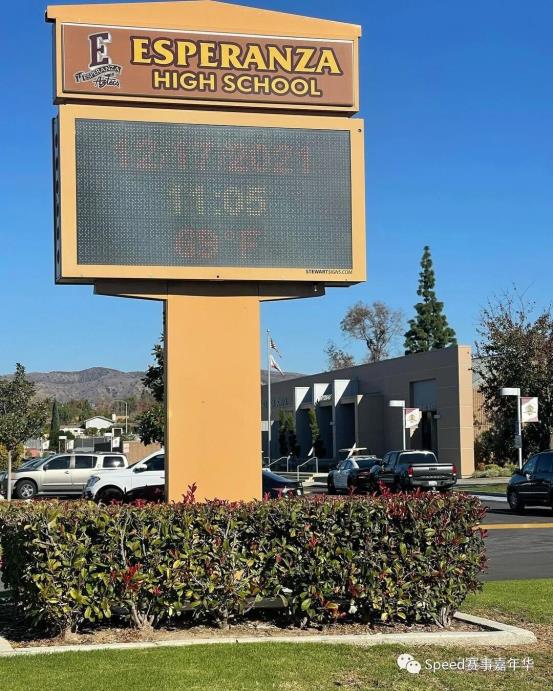 E
ESPERANZA
Aztecs
ESPERANZA
HIGH SCHOOL
12.17.2021
11:05
STEWARTSIGNS.COM
Speed赛事嘉年华